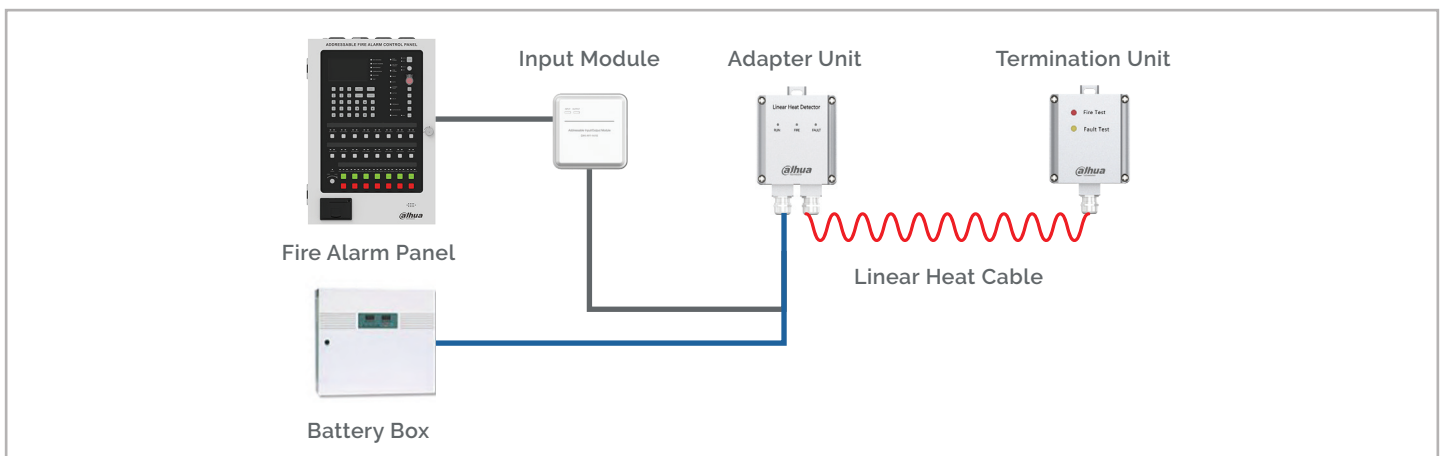 ADDRESSABLE FIRE ALARM CONTROL PANEL
Input Module
Adapter Unit
Termination Unit
Linear Heat Detector
RUN FIRE FAULT
alhua
Fire Test
Fault Test
alhua
alhua
Fire Alarm Panel
Linear Heat Cable
Battery Box